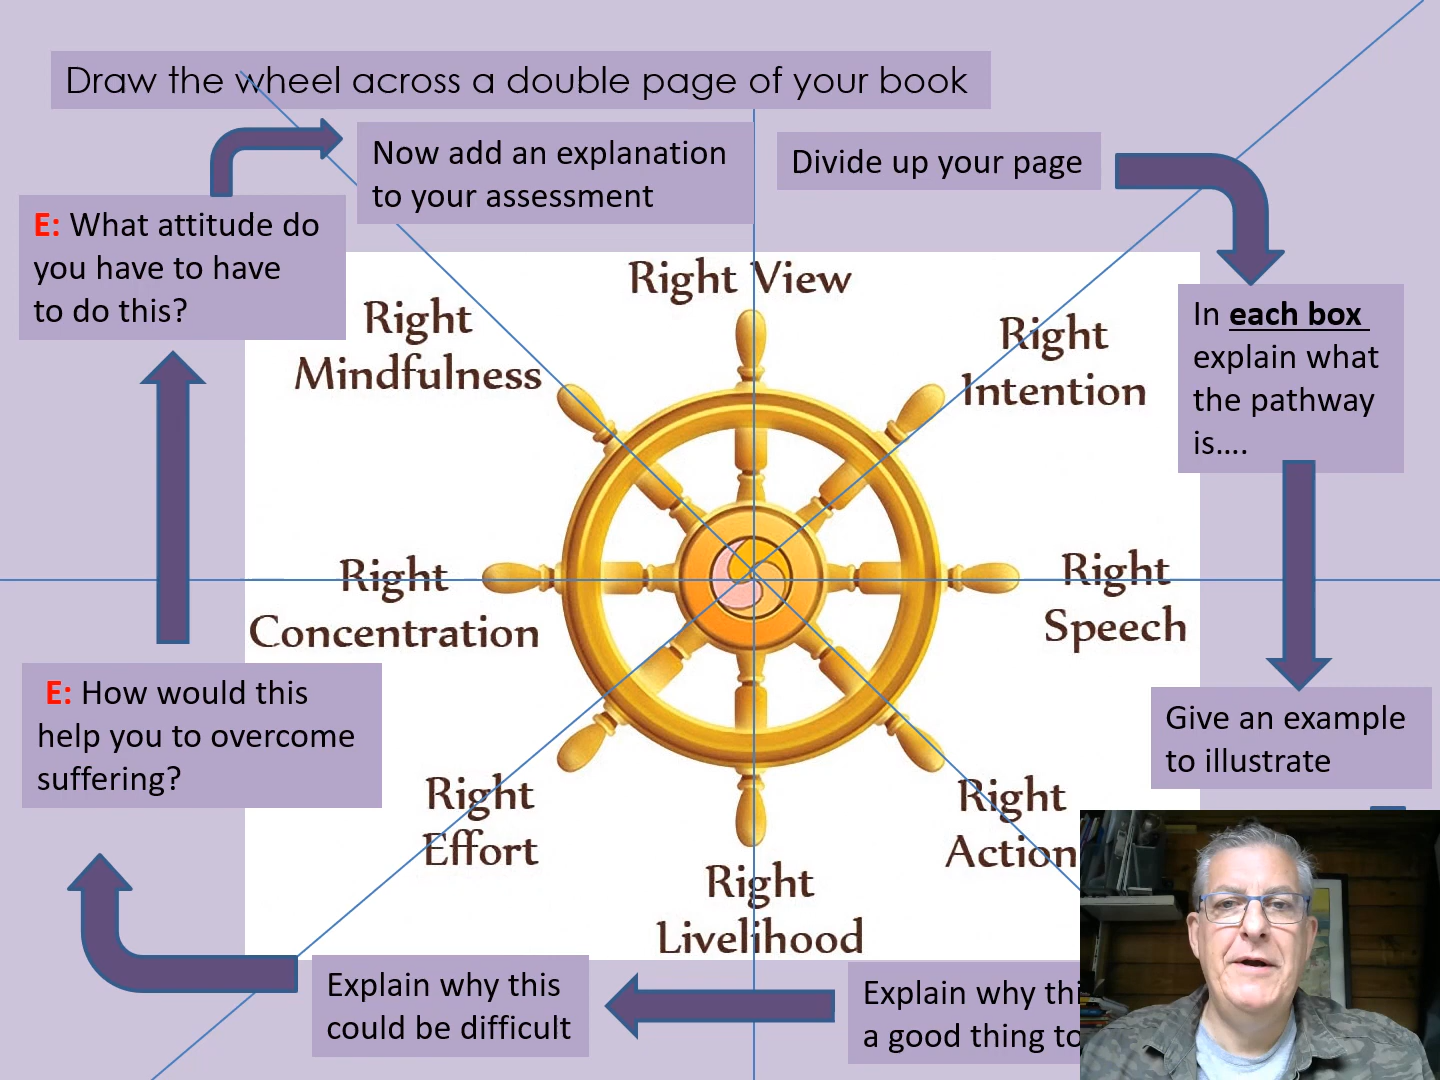 Draw the wheel across a double page of your book
Now add an explanation
to your assessment
Divide up your page
E: What attitude do
you have to have
to do this?
In each box
explain what
the pathway
is....
Right View
Right
Mindfulness
Right
Intention
Right
Concentration
Right
Speech
E: How would this
help you to overcome
suffering?
Give an example
to illustrate
Right
Effort
Right
Action
Right
Livelihood
Explain why this
could be difficult
Explain why
a good thing